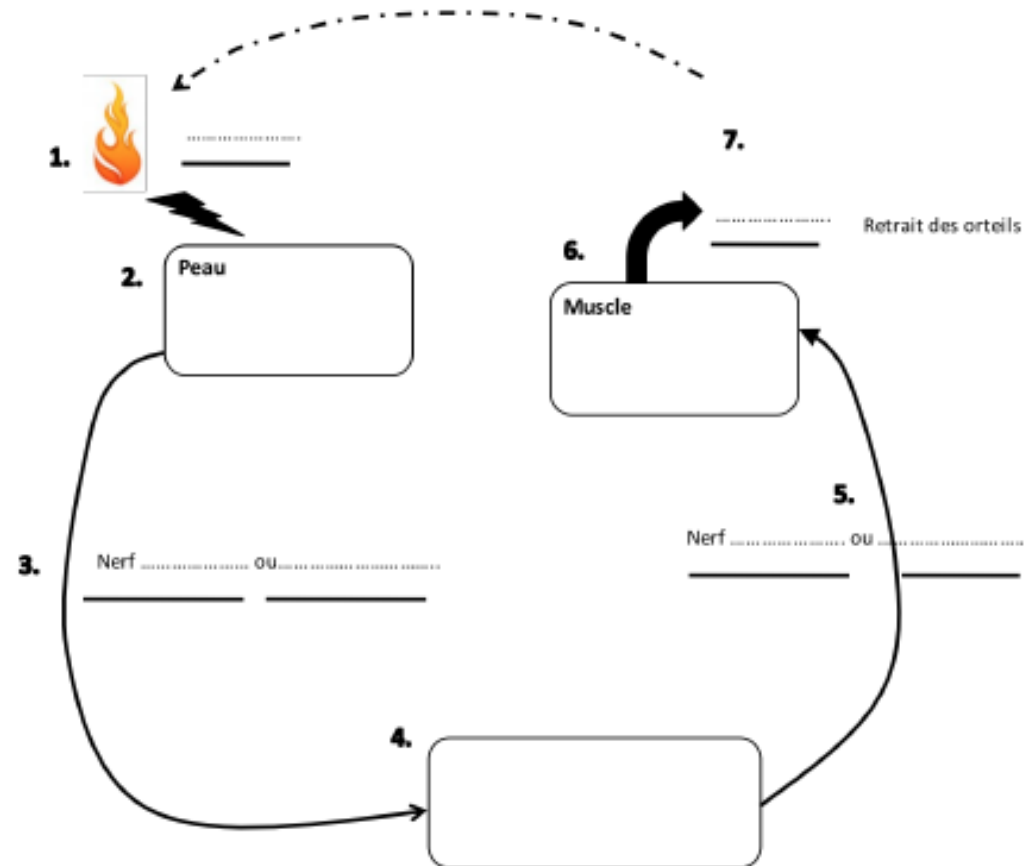 1. ....................
2. Peau
3. Nerf .................... ou..............................
4.
5.
Nerf .................... ou ..............................
6. Muscle
7.
.................... Retrait des orteils